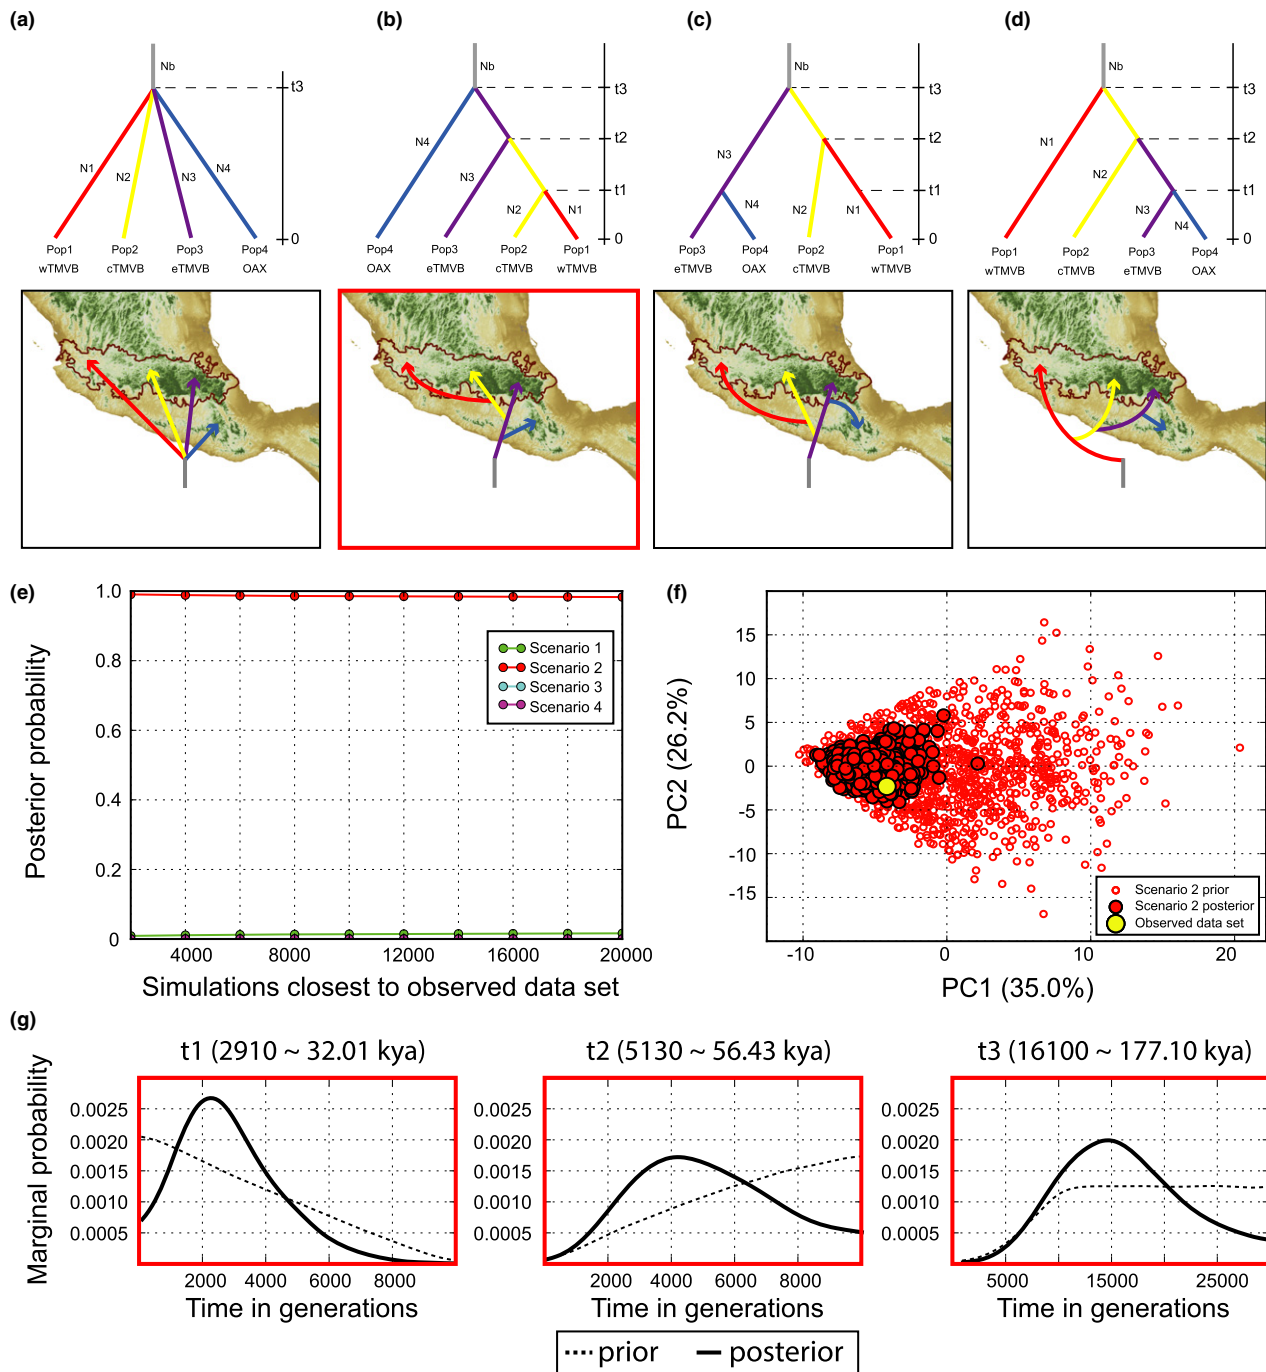 (a)
(b)
(c)
(d)
Nb
t3
N1
N2
N3
N4
0
Pop1
wTMVB
Pop2
cTMVB
Pop3
eTMVB
Pop4
OAX
Nb
t3
t2
t1
N4
N3
N2
N1
0
Pop4
OAX
Pop3
eTMVB
Pop2
cTMVB
Pop1
wTMVB
Nb
t3
t2
t1
N3
N4
N2
N1
0
Pop3
eTMVB
Pop4
OAX
Pop2
cTMVB
Pop1
wTMVB
Nb
t3
t2
t1
N1
N2
N3
N4
0
Pop1
wTMVB
Pop2
cTMVB
Pop3
eTMVB
Pop4
OAX
(e)
Posterior probability
1.0
0.8
0.6
0.4
0.2
0
4000
6000
8000
12000
16000
20000
Simulations closest to observed data set
Scenario 1
Scenario 2
Scenario 3
Scenario 4
(f)
PC2 (26.2%)
15
10
5
0
-5
-10
-15
-10
0
10
20
PC1 (35.0%)
Scenario 2 prior
Scenario 2 posterior
Observed data set
(g)
Marginal probability
t1 (2910 ~ 32.01 kya)
0.0025
0.0020
0.0015
0.0010
0.0005
2000
4000
6000
8000
Time in generations
t2 (5130 ~ 56.43 kya)
0.0025
0.0020
0.0015
0.0010
0.0005
2000
4000
6000
8000
Time in generations
t3 (16100 ~ 177.10 kya)
0.0025
0.0020
0.0015
0.0010
0.0005
5000
15000
25000
Time in generations
prior
posterior